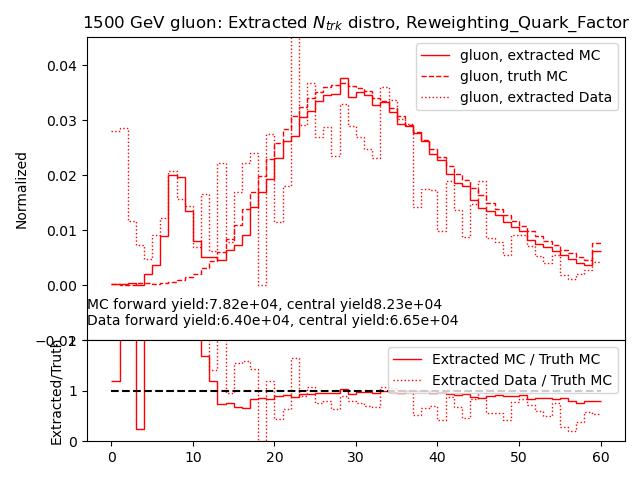 1500 GeV gluon: Extracted N_trk distro, Reweighting_Quark_Factor
Normalized
0.04
0.03
0.02
0.01
0.00
−0.01
gluon, extracted MC
gluon, truth MC
gluon, extracted Data
MC forward yield:7.82e+04, central yield8.23e+04
Data forward yield:6.40e+04, central yield:6.65e+04
Extracted/Truth
2
1
0
Extracted MC / Truth MC
Extracted Data / Truth MC
0 10 20 30 40 50 60